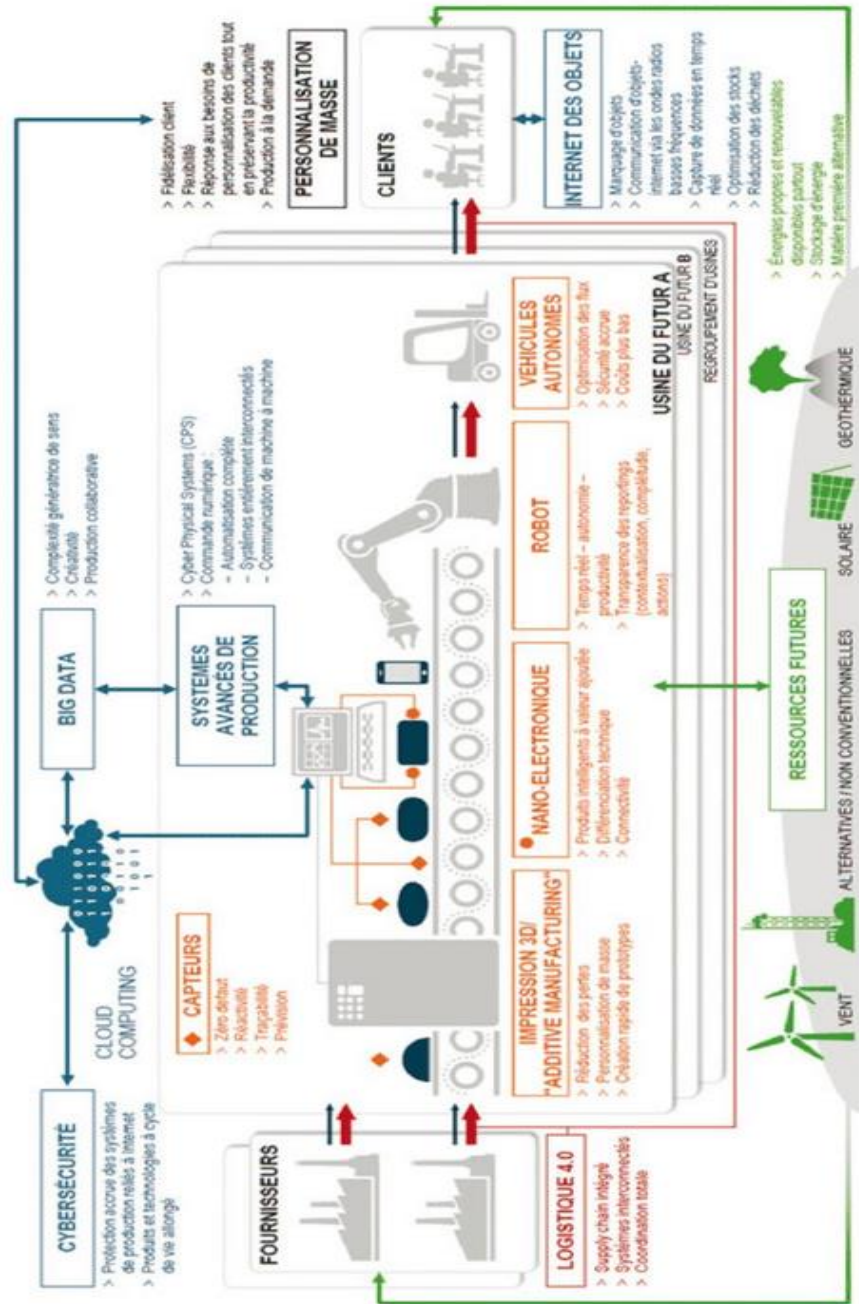 CYBERSÉCURITÉ
> Protection accrue des systèmes
de production reliés à Internet
> Produits et technologies à cycle
de vie allongé
CLOUD
COMPUTING
BIG DATA
> Complexité génératrice de sens
> Créativité
> Production collaborative
> Fidélisation client
> Flexibilité
> Réponse aux besoins de
personnalisation des clients tout
en préservant la productivité
> Production à la demande
PERSONNALISATION
DE MASSE
CAPTEURS
> Zéro défaut
> Réactivité
> Traçabilité
> Prévision
SYSTEMES
AVANCÉS DE
PRODUCTION
> Cyber Physical Systems (CPS)
> Commande numérique :
– Automatisation complète
– Systèmes entièrement interconnectés
– Communication de machine à machine
FOURNISSEURS
CLIENTS
LOGISTIQUE 4.0
> Supply chain intégré
> Systèmes interconnectés
> Coordination totale
IMPRESSION 3D/
"ADDITIVE MANUFACTURING"
> Réduction des pertes
> Personnalisation de masse
> Création rapide de prototypes
NANO-ELECTRONIQUE
> Produits intelligents à valeur ajoutée
> Différenciation technique
> Connectivité
ROBOT
> Temps réel – autonomie –
productivité
> Transparence des reportings
(contextualisation, complétude,
actions)
VEHICULES
AUTONOMES
> Optimisation des flux
> Sécurité accrue
> Coûts plus bas
USINE DU FUTUR A
USINE DU FUTUR B
REGROUPEMENT D'USINES
INTERNET DES OBJETS
> Marquage d'objets
> Communication d'objets-
internet via les ondes radios
basses fréquences
> Capture de données en temps
réel
> Optimisation des stocks
> Réduction des déchets
RESSOURCES FUTURES
> Énergies propres et renouvelables
disponibles partout
> Stockage d'énergie
> Matière première alternative
VENT
ALTERNATIVES / NON CONVENTIONNELLES
SOLAIRE
GEOTHERMIQUE